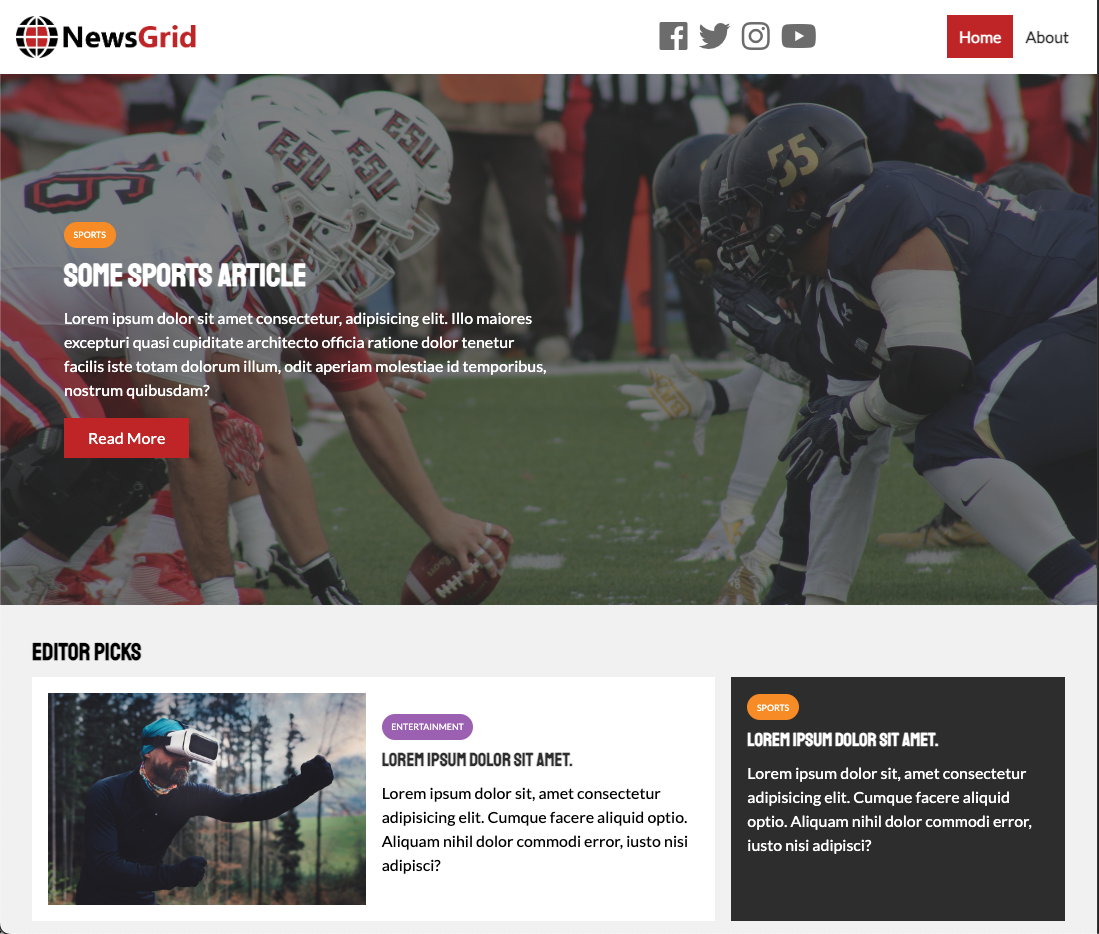 NewsGrid
Home
About
ESU
ESU
ESU
55
SPORTS
SOME SPORTS ARTICLE
Lorem ipsum dolor sit amet consectetur, adipisicing elit. Illo maiores
excepturi quasi cupiditate architecto officia ratione dolor tenetur
facilis iste totam dolorum illum, odit aperiam molestiae id temporibus,
nostrum quibusdam?
Read More
EDITOR PICKS
ENTERTAINMENT
LOREM IPSUM DOLOR SIT AMET.
Lorem ipsum dolor sit, amet consectetur
adipisicing elit. Cumque facere aliquid optio.
Aliquam nihil dolor commodi error, iusto nisi
adipisci?
SPORTS
LOREM IPSUM DOLOR SIT AMET.
Lorem ipsum dolor sit, amet consectetur
adipisicing elit. Cumque facere aliquid
optio. Aliquam nihil dolor commodi error,
iusto nisi adipisci?